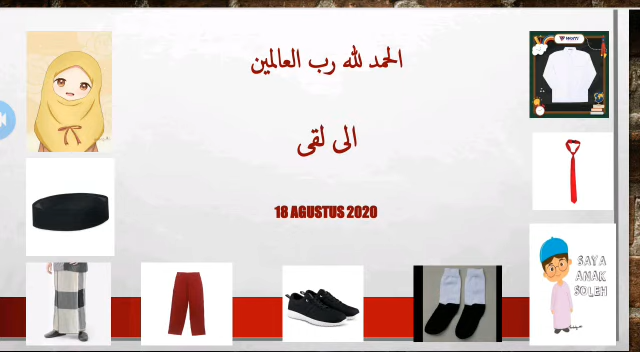 الحمد لله رب العالمين
الى لقى
18 AGUSTUS 2020
SAYA
ANAK
SOLEH